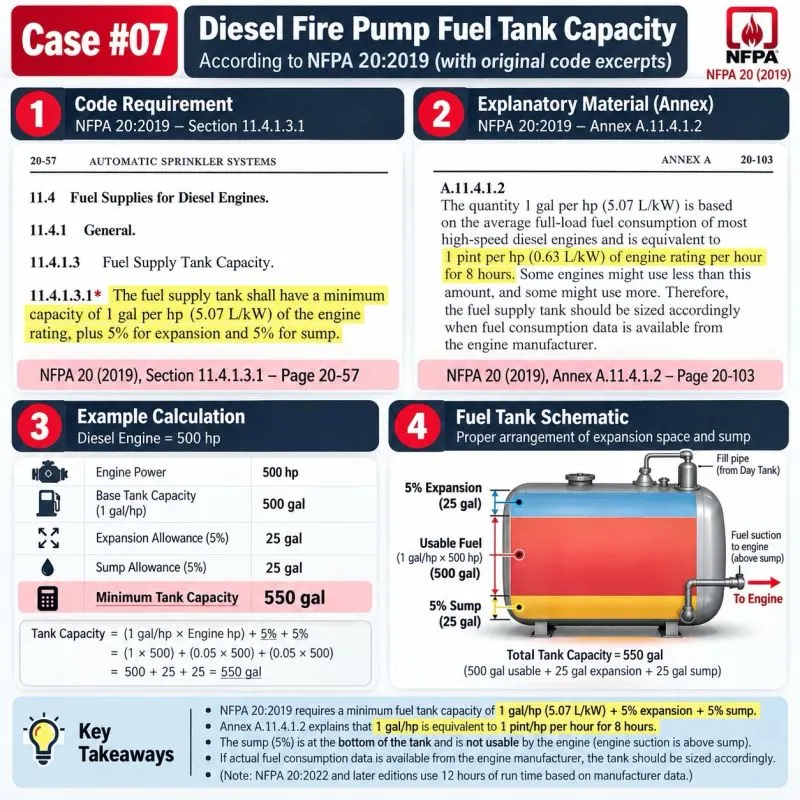 Case #07
Diesel Fire Pump Fuel Tank Capacity
According to NFPA 20:2019 (with original code excerpts)
NFPA
NFPA 20 (2019)
1
Code Requirement
NFPA 20:2019 – Section 11.4.1.3.1
20-57 AUTOMATIC SPRINKLER SYSTEMS
11.4 Fuel Supplies for Diesel Engines.
11.4.1 General.
11.4.1.3 Fuel Supply Tank Capacity.
11.4.1.3.1* The fuel supply tank shall have a minimum
capacity of 1 gal per hp (5.07 L/kW) of the engine
rating, plus 5% for expansion and 5% for sump.
NFPA 20 (2019), Section 11.4.1.3.1 – Page 20-57
2
Explanatory Material (Annex)
NFPA 20:2019 – Annex A.11.4.1.2
ANNEX A 20-103
A.11.4.1.2
The quantity 1 gal per hp (5.07 L/kW) is based
on the average full-load fuel consumption of most
high-speed diesel engines and is equivalent to
1 pint per hp (0.63 L/kW) of engine rating per hour
for 8 hours. Some engines might use less than this
amount, and some might use more. Therefore,
the fuel supply tank should be sized accordingly
when fuel consumption data is available from
the engine manufacturer.
NFPA 20 (2019), Annex A.11.4.1.2 – Page 20-103
3
Example Calculation
Diesel Engine = 500 hp
Engine Power 500 hp
Base Tank Capacity
(1 gal/hp) 500 gal
Expansion Allowance (5%) 25 gal
Sump Allowance (5%) 25 gal
Minimum Tank Capacity 550 gal
Tank Capacity = (1 gal/hp × Engine hp) + 5% + 5%
= (1 × 500) + (0.05 × 500) + (0.05 × 500)
= 500 + 25 + 25 = 550 gal
4
Fuel Tank Schematic
Proper arrangement of expansion space and sump
Fill pipe
(from Day Tank)
5% Expansion
(25 gal)
Usable Fuel
(1 gal/hp × 500 hp)
(500 gal)
5% Sump
(25 gal)
Fuel suction
to engine
(above sump)
To Engine
Total Tank Capacity = 550 gal
(500 gal usable + 25 gal expansion + 25 gal sump)
Key
Takeaways
• NFPA 20:2019 requires a minimum fuel tank capacity of 1 gal/hp (5.07 L/kW) + 5% expansion + 5% sump.
• Annex A.11.4.1.2 explains that 1 gal/hp is equivalent to 1 pint/hp per hour for 8 hours.
• The sump (5%) is at the bottom of the tank and is not usable by the engine (engine suction is above sump).
• If actual fuel consumption data is available from the engine manufacturer, the tank should be sized accordingly.
• (Note: NFPA 20:2022 and later editions use 12 hours of run time based on manufacturer data.)